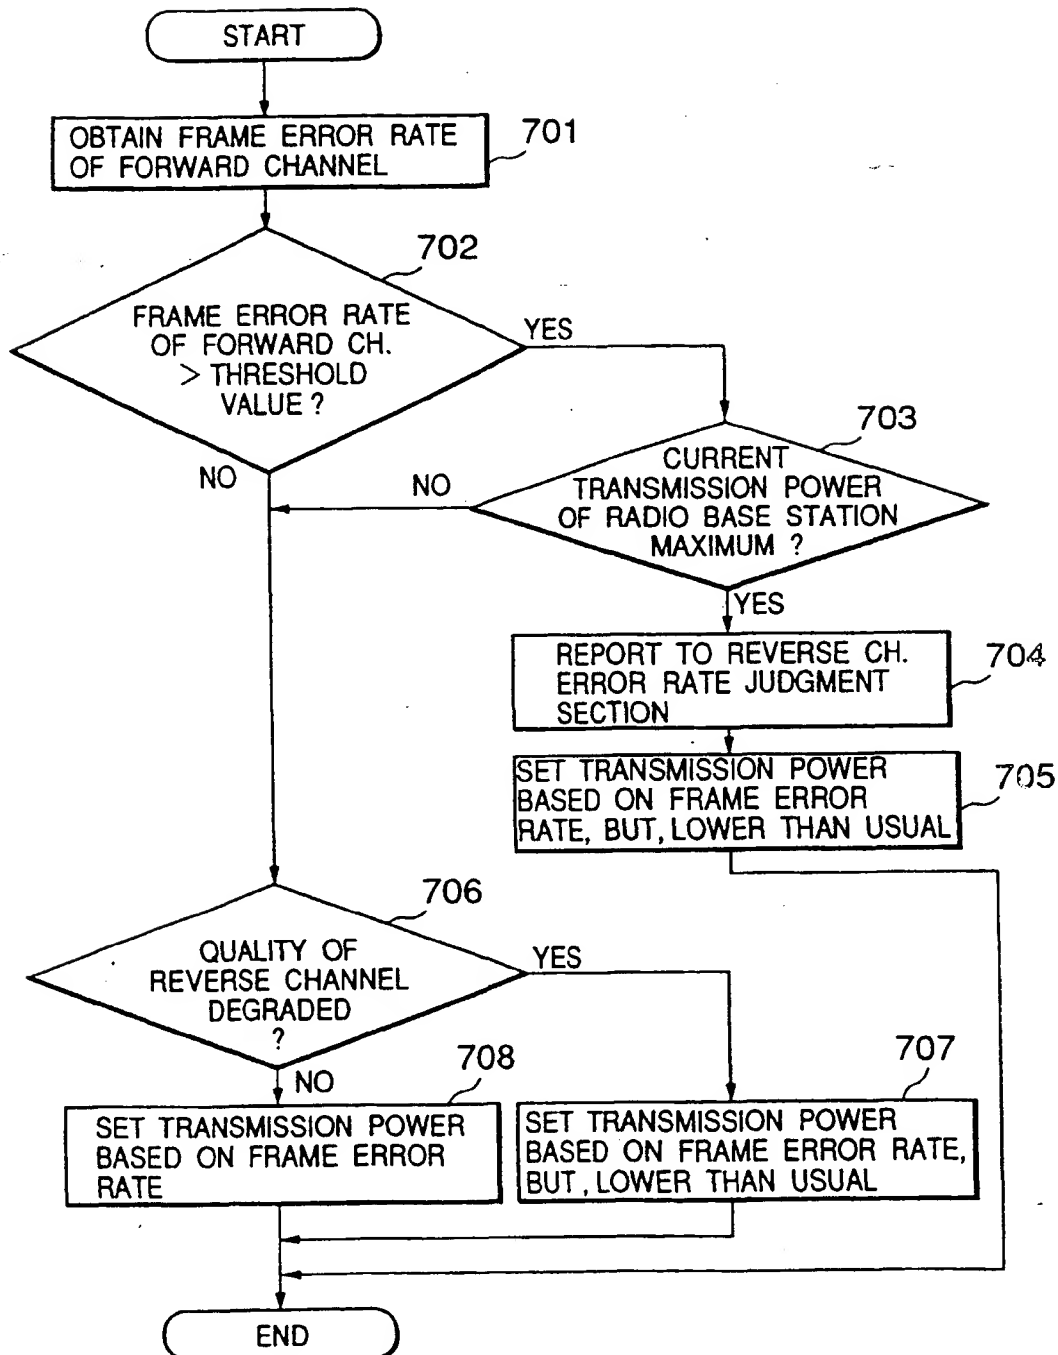 START
OBTAIN FRAME ERROR RATE
OF FORWARD CHANNEL
701
702
FRAME ERROR RATE
OF FORWARD CH.
> THRESHOLD
VALUE ?
YES
NO
703
CURRENT
TRANSMISSION POWER
OF RADIO BASE STATION
MAXIMUM ?
NO
YES
REPORT TO REVERSE CH.
ERROR RATE JUDGMENT
SECTION
704
SET TRANSMISSION POWER
BASED ON FRAME ERROR
RATE, BUT, LOWER THAN USUAL
705
706
QUALITY OF
REVERSE CHANNEL
DEGRADED
?
YES
NO
708
SET TRANSMISSION POWER
BASED ON FRAME ERROR
RATE
707
SET TRANSMISSION POWER
BASED ON FRAME ERROR RATE,
BUT, LOWER THAN USUAL
END